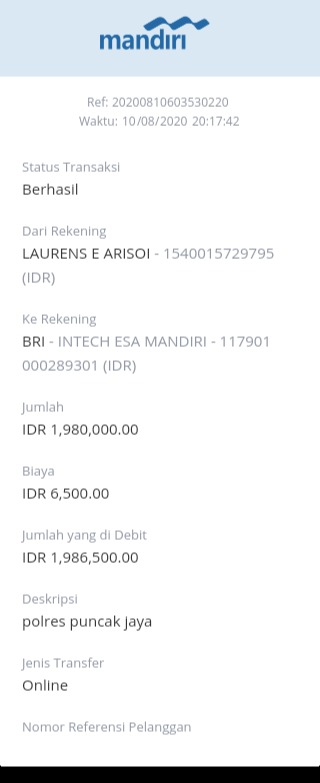 mandiri
Ref: 20200810603530220
Waktu: 10/08/2020 20:17:42
Status Transaksi
Berhasil
Dari Rekening
LAURENS E ARISOI - 1540015729795
(IDR)
Ke Rekening
BRI - INTECH ESA MANDIRI - 117901
000289301 (IDR)
Jumlah
IDR 1,980,000.00
Biaya
IDR 6,500.00
Jumlah yang di Debit
IDR 1,986,500.00
Deskripsi
polres puncak jaya
Jenis Transfer
Online
Nomor Referensi Pelanggan